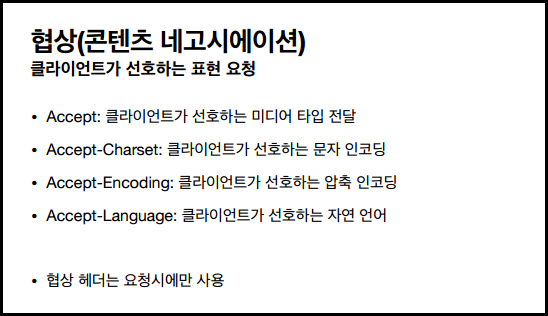 협상(콘텐츠 네고시에이션)
클라이언트가 선호하는 표현 요청
• Accept: 클라이언트가 선호하는 미디어 타입 전달
• Accept-Charset: 클라이언트가 선호하는 문자 인코딩
• Accept-Encoding: 클라이언트가 선호하는 압축 인코딩
• Accept-Language: 클라이언트가 선호하는 자연 언어
• 협상 헤더는 요청시에만 사용